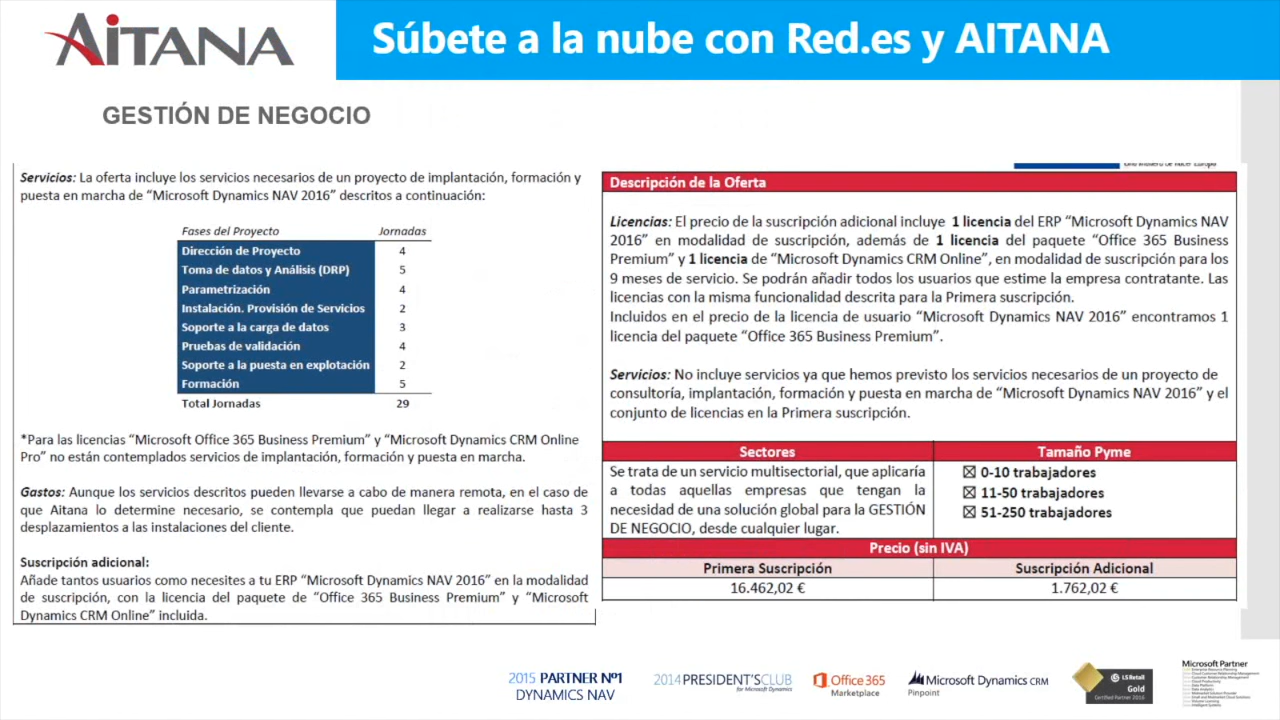 AITANA
Súbete a la nube con Red.es y AITANA
GESTIÓN DE NEGOCIO
Servicios: La oferta incluye los servicios necesarios de un proyecto de implantación, formación y
puesta en marcha de “Microsoft Dynamics NAV 2016” descritos a continuación:
Fases del Proyecto Jornadas
Dirección de Proyecto 4
Toma de datos y Análisis (DRP) 5
Parametrización 4
Instalación. Provisión de Servicios 2
Soporte a la carga de datos 3
Pruebas de validación 4
Soporte a la puesta en explotación 2
Formación 5
Total Jornadas 29
*Para las licencias “Microsoft Office 365 Business Premium” y “Microsoft Dynamics CRM Online
Pro” no están contemplados servicios de implantación, formación y puesta en marcha.
Gastos: Aunque los servicios descritos pueden llevarse a cabo de manera remota, en el caso de
que Aitana lo determine necesario, se contempla que puedan llegar a realizarse hasta 3
desplazamientos a las instalaciones del cliente.
Suscripción adicional:
Añade tantos usuarios como necesites a tu ERP “Microsoft Dynamics NAV 2016” en la modalidad
de suscripción, con la licencia del paquete de “Office 365 Business Premium” y “Microsoft
Dynamics CRM Online” incluida.
Descripción de la Oferta
Licencias: El precio de la suscripción adicional incluye 1 licencia del ERP “Microsoft Dynamics NAV
2016” en modalidad de suscripción, además de 1 licencia del paquete “Office 365 Business
Premium” y 1 licencia de “Microsoft Dynamics CRM Online”, en modalidad de suscripción para los
9 meses de servicio. Se podrán añadir todos los usuarios que estime la empresa contratante. Las
licencias con la misma funcionalidad descrita para la Primera suscripción.
Incluidos en el precio de la licencia de usuario “Microsoft Dynamics NAV 2016” encontramos 1
licencia del paquete “Office 365 Business Premium”.
Servicios: No incluye servicios ya que hemos previsto los servicios necesarios de un proyecto de
consultoría, implantación, formación y puesta en marcha de “Microsoft Dynamics NAV 2016” y el
conjunto de licencias en la Primera suscripción.
Sectores Tamaño Pyme
Se trata de un servicio multisectorial, que aplicaría
a todas aquellas empresas que tengan la
necesidad de una solución global para la GESTIÓN
DE NEGOCIO, desde cualquier lugar.
☒ 0-10 trabajadores
☒ 11-50 trabajadores
☒ 51-250 trabajadores
Precio (sin IVA)
Primera Suscripción Suscripción Adicional
16.462,02 € 1.762,02 €
2015 PARTNER Nº1
DYNAMICS NAV
2014 PRESIDENT'S CLUB
for Microsoft Dynamics
Office 365
Marketplace
Microsoft Dynamics CRM
Pinpoint
LS Retail
Gold
Certified Partner 2016
Microsoft Partner